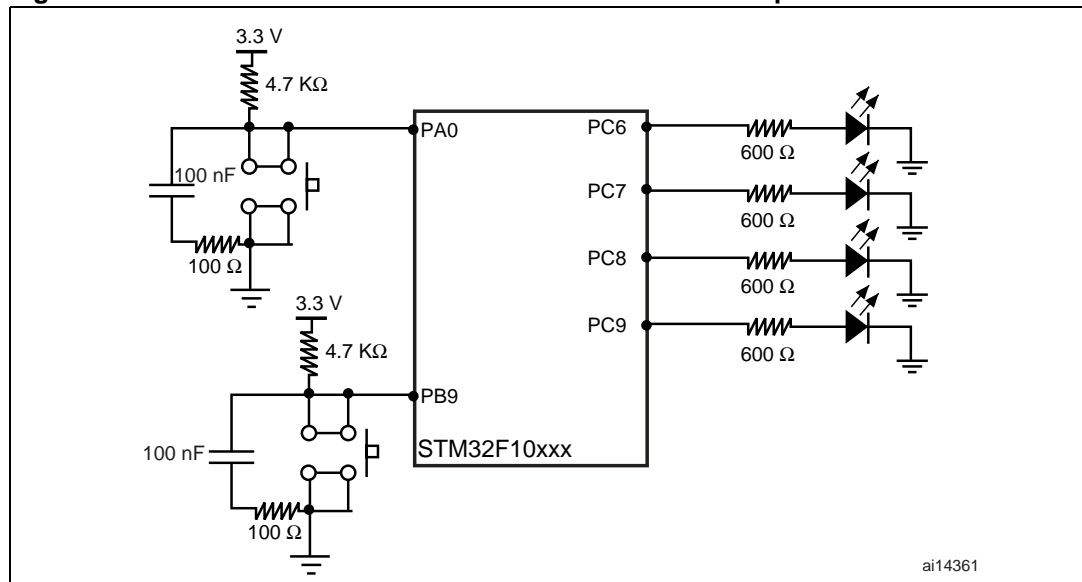 3.3 V
4.7 KΩ
PA0
100 nF
100 Ω
3.3 V
4.7 KΩ
PB9
100 nF
100 Ω
STM32F10xxx
PC6
600 Ω
PC7
600 Ω
PC8
600 Ω
PC9
600 Ω
ai14361